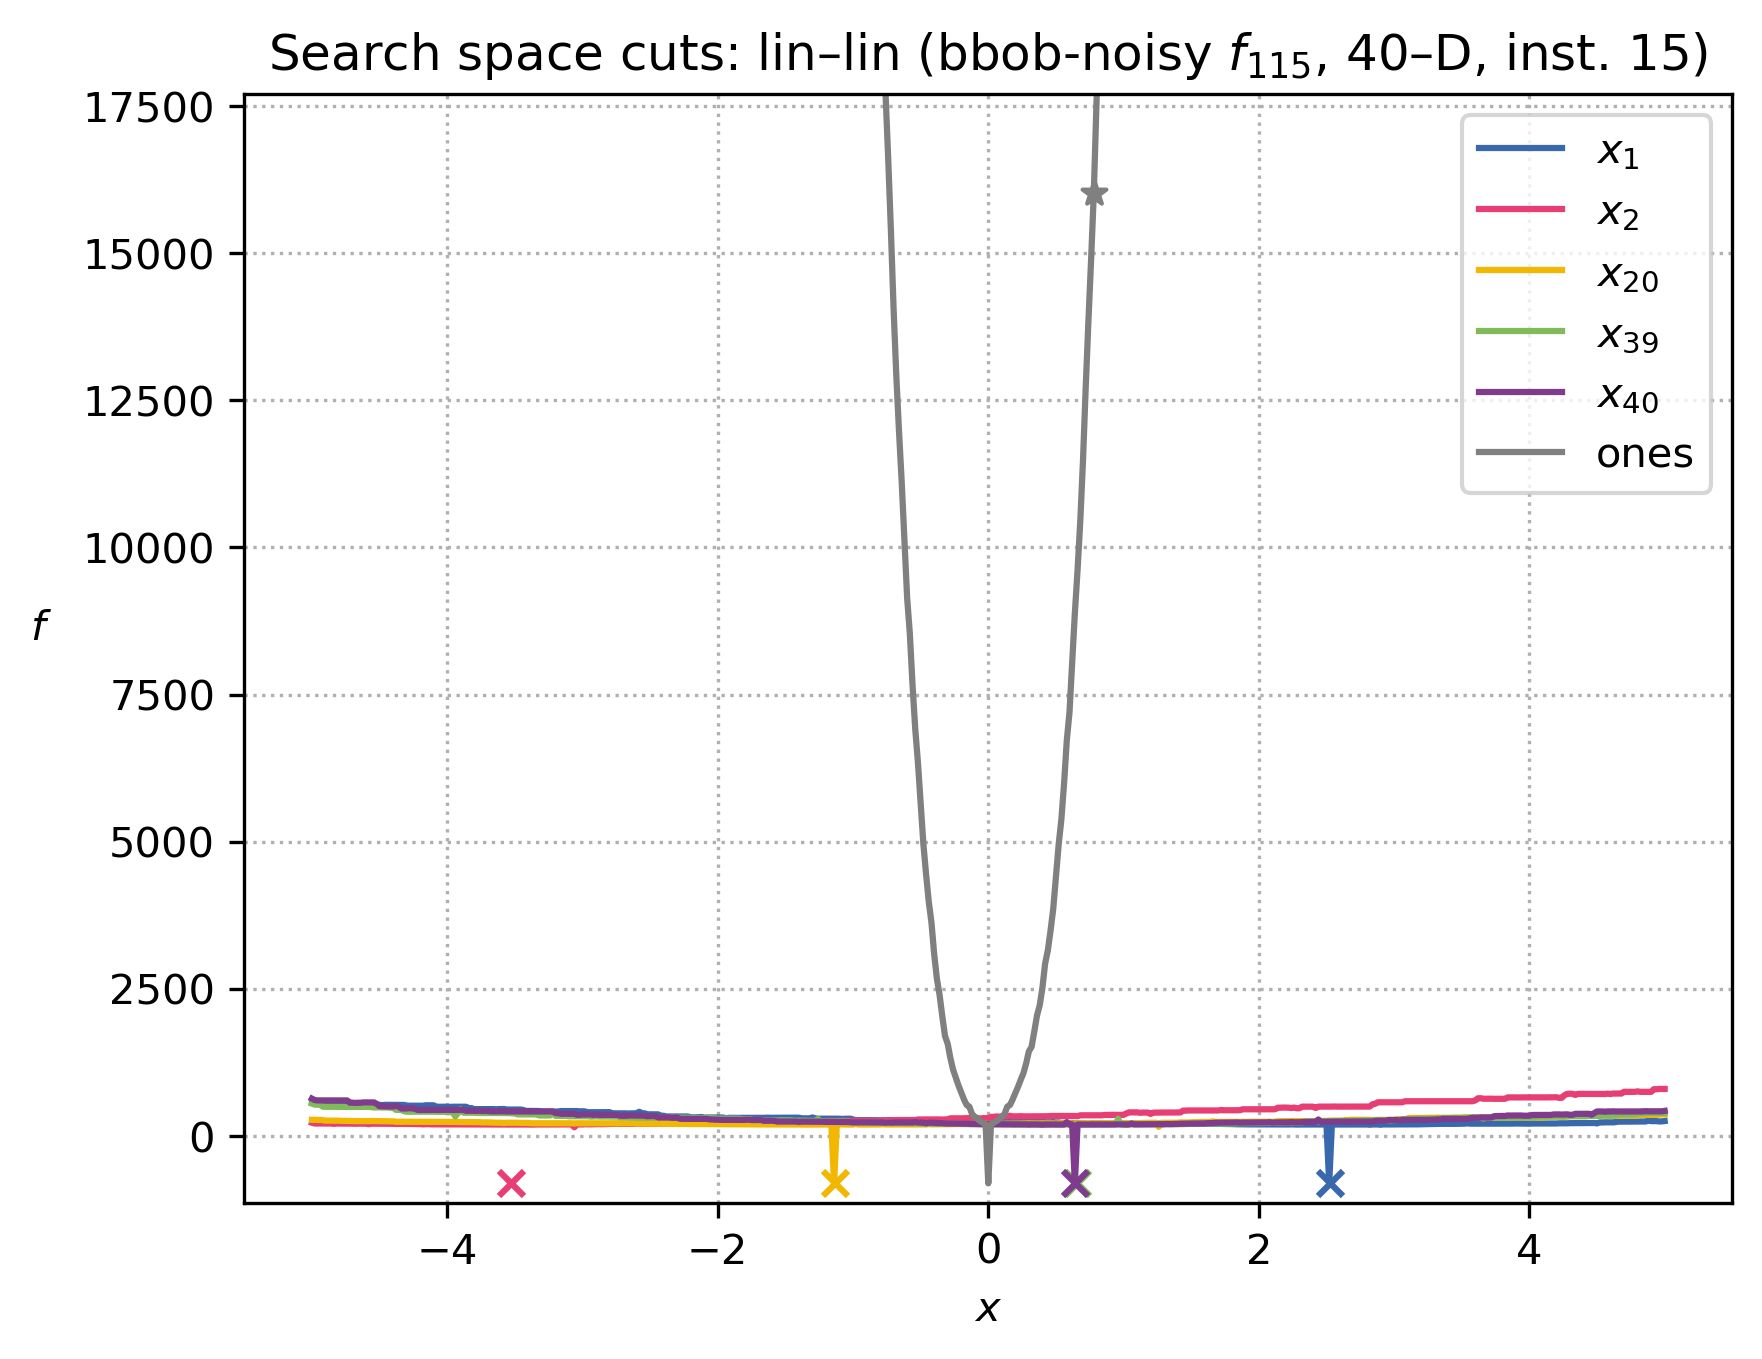 Search space cuts: lin–lin (bbob-noisy f₁₁₅, 40–D, inst. 15)
17500
15000
12500
10000
7500
5000
2500
0
f
x₁
x₂
x₂₀
x₃₉
x₄₀
ones
−4
−2
0
2
4
x